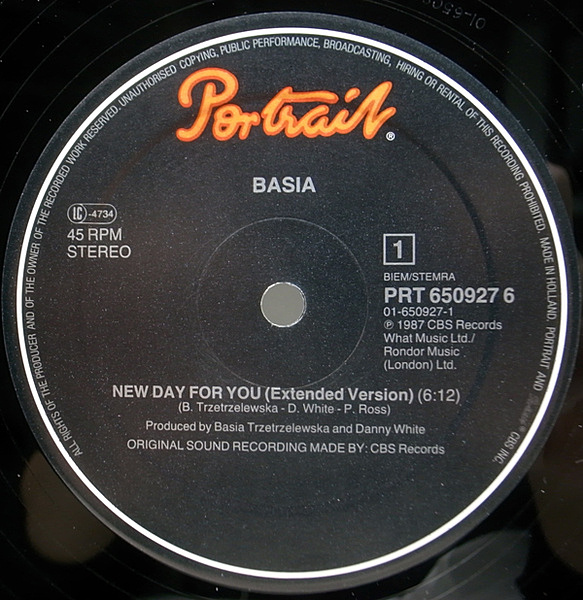 ALL RIGHTS OF THE PRODUCER AND OF THE OWNER OF THE RECORDED WORK RESERVED. UNAUTHORISED COPYING, PUBLIC PERFORMANCE, BROADCASTING, HIRING OR RENTAL OF THIS RECORDING PROHIBITED. MADE IN HOLLAND. PORTRAIT AND ® CBS INC.
Portrait®
BASIA
LC -4734
45 RPM
STEREO
1
BIEM/STEMRA
PRT 650927 6
01-650927-1
℗ 1987 CBS Records
What Music Ltd./
Rondor Music
(London) Ltd.
NEW DAY FOR YOU (Extended Version) (6:12)
(B. Trzetrzelewska - D. White - P. Ross)
Produced by Basia Trzetrzelewska and Danny White
ORIGINAL SOUND RECORDING MADE BY: CBS Records